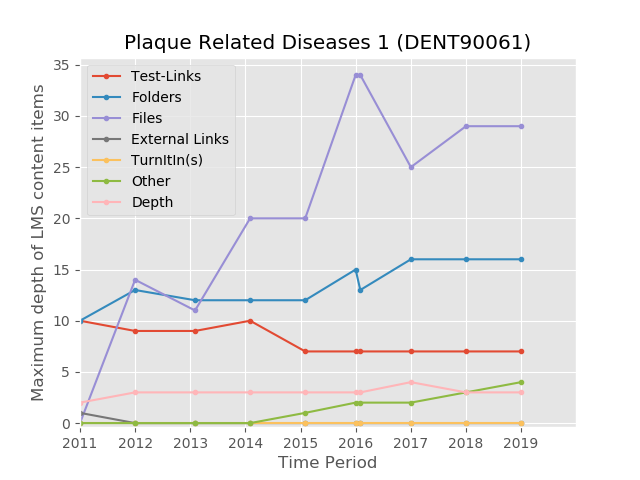 Plaque Related Diseases 1 (DENT90061)
Maximum depth of LMS content items
35
30
25
20
15
10
5
0
Test-Links
Folders
Files
External Links
TurnItIn(s)
Other
Depth
2011 2012 2013 2014 2015 2016 2017 2018 2019
Time Period